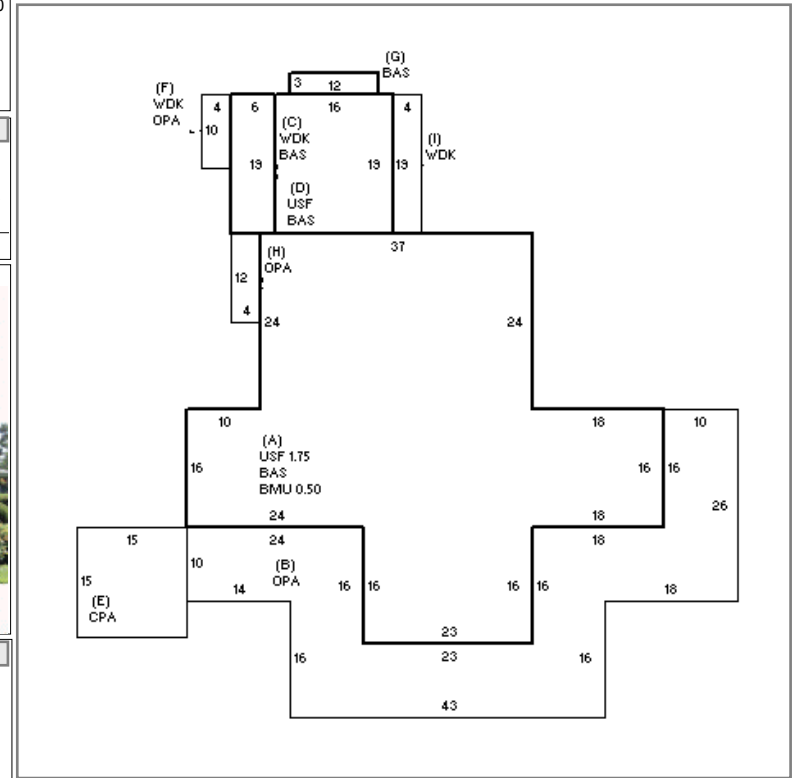 (G)
BAS
3
12
(F)
WDK
OPA
4
6
16
4
10
(C)
WDK
BAS
(I)
WDK
19
19
19
(D)
USF
BAS
37
(H)
OPA
12
4
24
24
10
18
10
(A)
USF 1.75
BAS
BMU 0.50
16
16
16
26
24
18
15
24
18
10
(B)
OPA
15
16
16
16
16
14
18
(E)
CPA
23
23
16
16
43